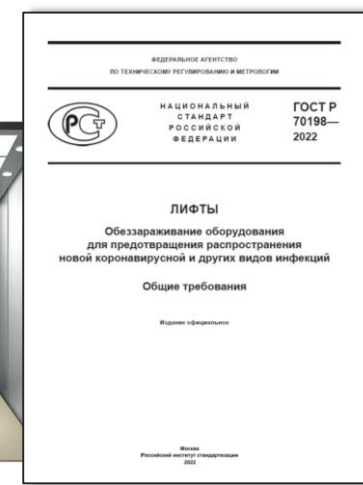 ФЕДЕРАЛЬНОЕ АГЕНТСТВО
ПО ТЕХНИЧЕСКОМУ РЕГУЛИРОВАНИЮ И МЕТРОЛОГИИ
НАЦИОНАЛЬНЫЙ
СТАНДАРТ
РОССИЙСКОЙ
ФЕДЕРАЦИИ
ГОСТ Р
70198—
2022
ЛИФТЫ
Обеззараживание оборудования
для предотвращения распространения
новой коронавирусной и других видов инфекций
Общие требования
Издание официальное
Москва
Российский институт стандартизации
2022